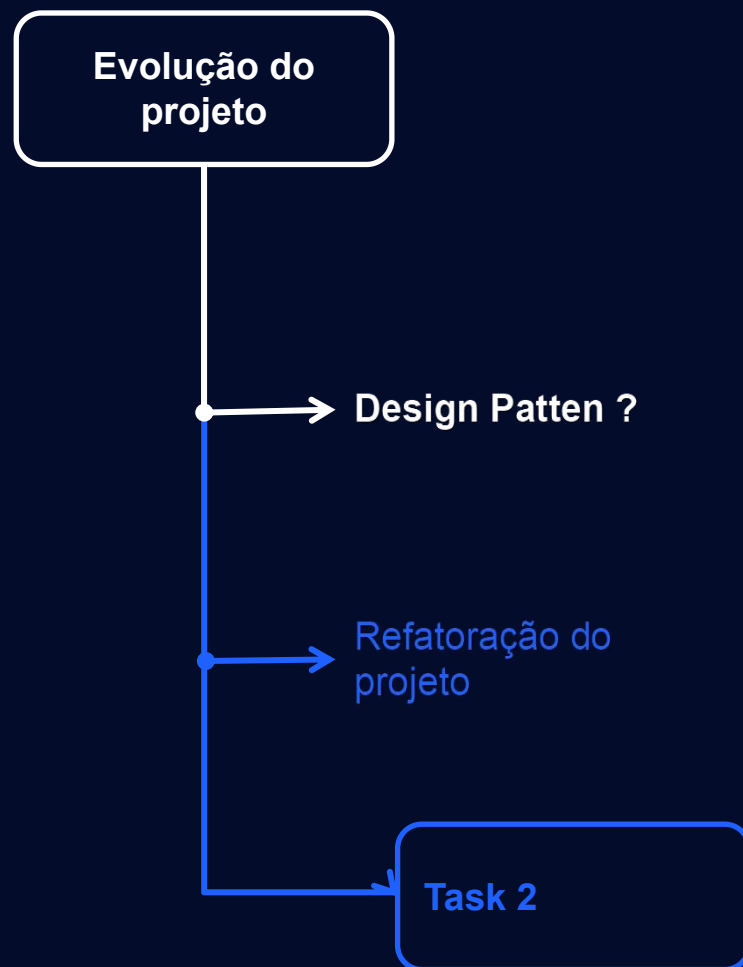 Evolução do
projeto
Design Patten ?
Refatoração do
projeto
Task 2